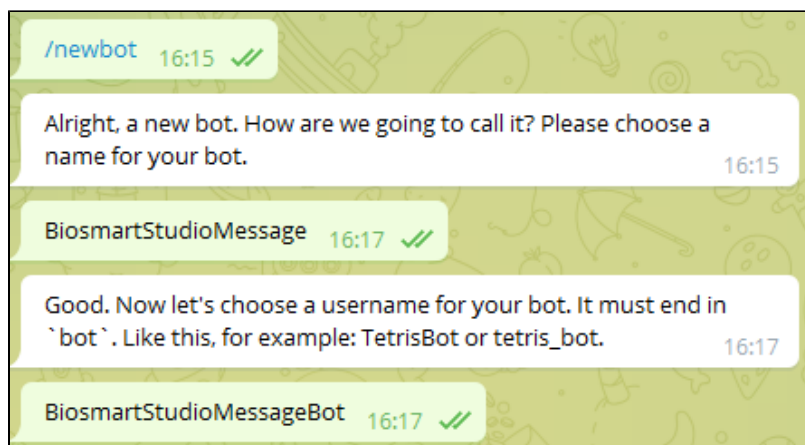 /newbot 16:15
Alright, a new bot. How are we going to call it? Please choose a
name for your bot.
16:15
BiosmartStudioMessage 16:17
Good. Now let's choose a username for your bot. It must end in
`bot`. Like this, for example: TetrisBot or tetris_bot.
16:17
BiosmartStudioMessageBot 16:17